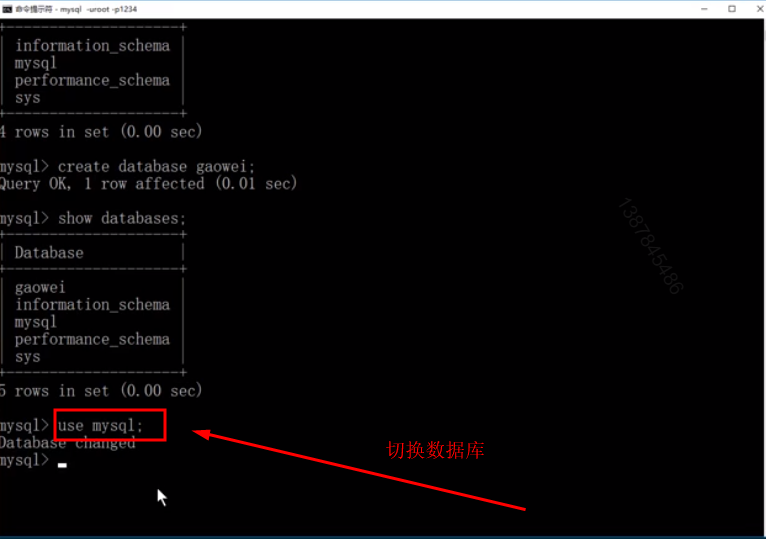 命令提示符 - mysql -uroot -p1234
information_schema
mysql
performance_schema
sys
4 rows in set (0.00 sec)
mysql> create database gaowei;
Query OK, 1 row affected (0.01 sec)
mysql> show databases;
Database
gaowei
information_schema
mysql
performance_schema
sys
5 rows in set (0.00 sec)
mysql> use mysql;
Database changed
mysql>
切换数据库
1387845486